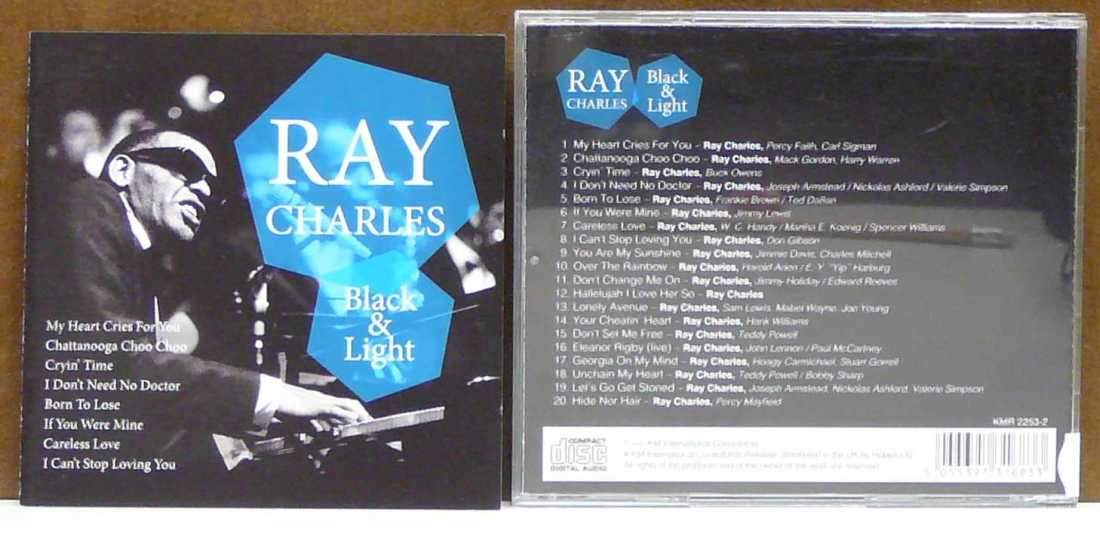 RAY
CHARLES
Black
&
Light
My Heart Cries For You
Chattanooga Choo Choo
Cryin' Time
I Don't Need No Doctor
Born To Lose
If You Were Mine
Careless Love
I Can't Stop Loving You
RAY
CHARLES
Black
&
Light
1 My Heart Cries For You - Ray Charles, Percy Faith, Carl Sigman
2 Chattanooga Choo Choo - Ray Charles, Mack Gordon, Harry Warren
3 Cryin' Time - Ray Charles, Buck Owens
4 I Don't Need No Doctor - Ray Charles, Joseph Armstead / Nickolas Ashford / Valerie Simpson
5 Born To Lose - Ray Charles, Frankie Brown / Ted Daffan
6 If You Were Mine - Ray Charles, Jimmy Lewis
7 Careless Love - Ray Charles, W. C. Handy / Martha E. Koenig / Spencer Williams
8 I Can't Stop Loving You - Ray Charles, Don Gibson
9 You Are My Sunshine - Ray Charles, Jimmie Davis, Charles Mitchell
10 Over The Rainbow - Ray Charles, Harold Arlen / E. Y. "Yip" Harburg
11 Don't Change Me On - Ray Charles, Jimmy Holiday / Edward Reeves
12 Hallelujah I Love Her So - Ray Charles
13 Lonely Avenue - Ray Charles, Sam Lewis, Mabel Wayne, Joe Young
14 Your Cheatin' Heart - Ray Charles, Hank Williams
15 Don't Set Me Free - Ray Charles, Teddy Powell
16 Eleanor Rigby (live) - Ray Charles, John Lennon / Paul McCartney
17 Georgia On My Mind - Ray Charles, Hoagy Carmichael, Stuart Gorrell
18 Unchain My Heart - Ray Charles, Teddy Powell / Bobby Sharp
19 Let's Go Get Stoned - Ray Charles, Joseph Armstead, Nickolas Ashford, Valerie Simpson
20 Hide Nor Hair - Ray Charles, Percy Mayfield
KMR 2253-2
COMPACT
disc
DIGITAL AUDIO